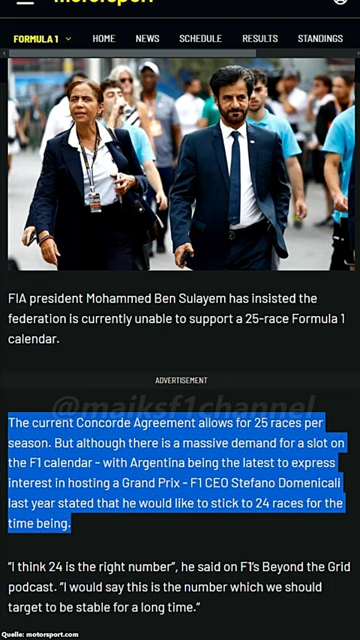 motorsport
FORMULA 1 HOME NEWS SCHEDULE RESULTS STANDINGS
FIA president Mohammed Ben Sulayem has insisted the
federation is currently unable to support a 25-race Formula 1
calendar.
ADVERTISEMENT
@maiksf1channel
The current Concorde Agreement allows for 25 races per
season. But although there is a massive demand for a slot on
the F1 calendar - with Argentina being the latest to express
interest in hosting a Grand Prix - F1 CEO Stefano Domenicali
last year stated that he would like to stick to 24 races for the
time being.
"I think 24 is the right number", he said on F1's Beyond the Grid
podcast. "I would say this is the number which we should
target to be stable for a long time."
Quelle: motorsport.com